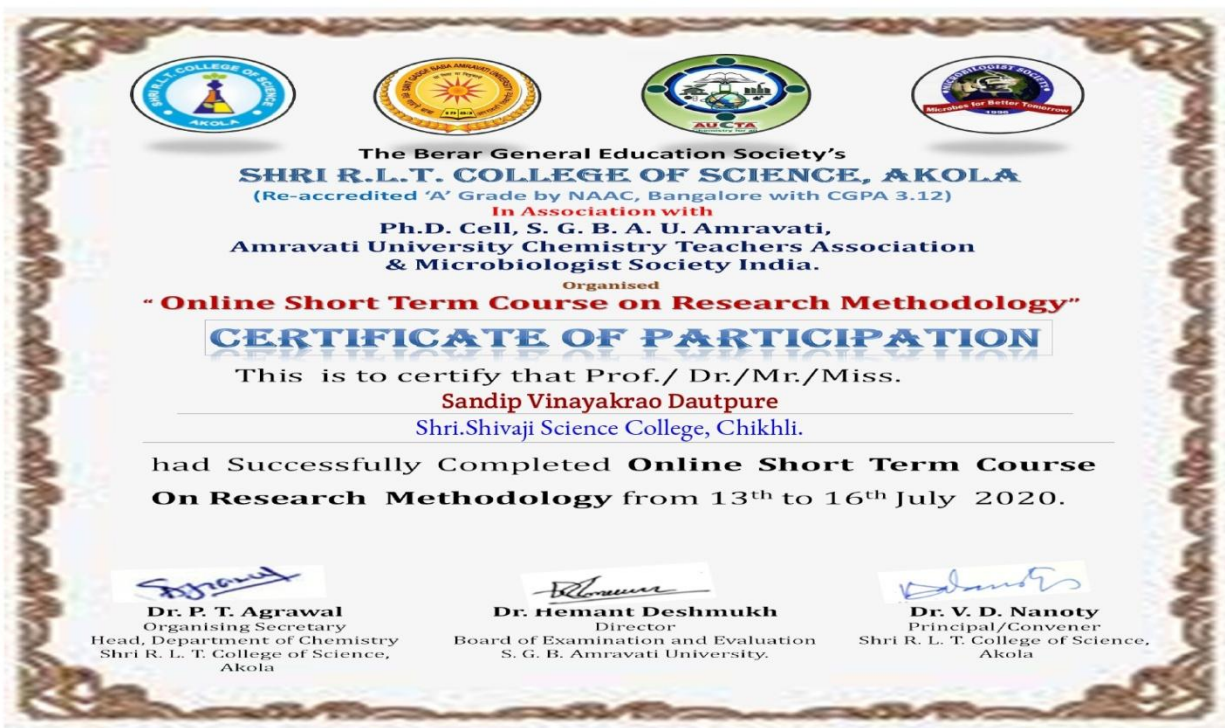 SHRI R.L.T. COLLEGE OF SCIENCE
AKOLA
AUCTA
Chemistry for all
MICROBIOLOGIST SOCIETY
Microbes for Better Tomorrow
The Berar General Education Society’s
SHRI R.L.T. COLLEGE OF SCIENCE, AKOLA
(Re-accredited ‘A’ Grade by NAAC, Bangalore with CGPA 3.12)
In Association with
Ph.D. Cell, S. G. B. A. U. Amravati,
Amravati University Chemistry Teachers Association
& Microbiologist Society India.
Organised
“ Online Short Term Course on Research Methodology”
CERTIFICATE OF PARTICIPATION
This is to certify that Prof./ Dr./Mr./Miss.
Sandip Vinayakrao Dautpure
Shri.Shivaji Science College, Chikhli.
had Successfully Completed Online Short Term Course
On Research Methodology from 13th to 16th July 2020.
Dr. P. T. Agrawal Dr. Hemant Deshmukh Dr. V. D. Nanoty
Organising Secretary Director Principal/Convener
Head, Department of Chemistry Board of Examination and Evaluation Shri R. L. T. College of Science,
Shri R. L. T. College of Science, S. G. B. Amravati University. Akola
Akola